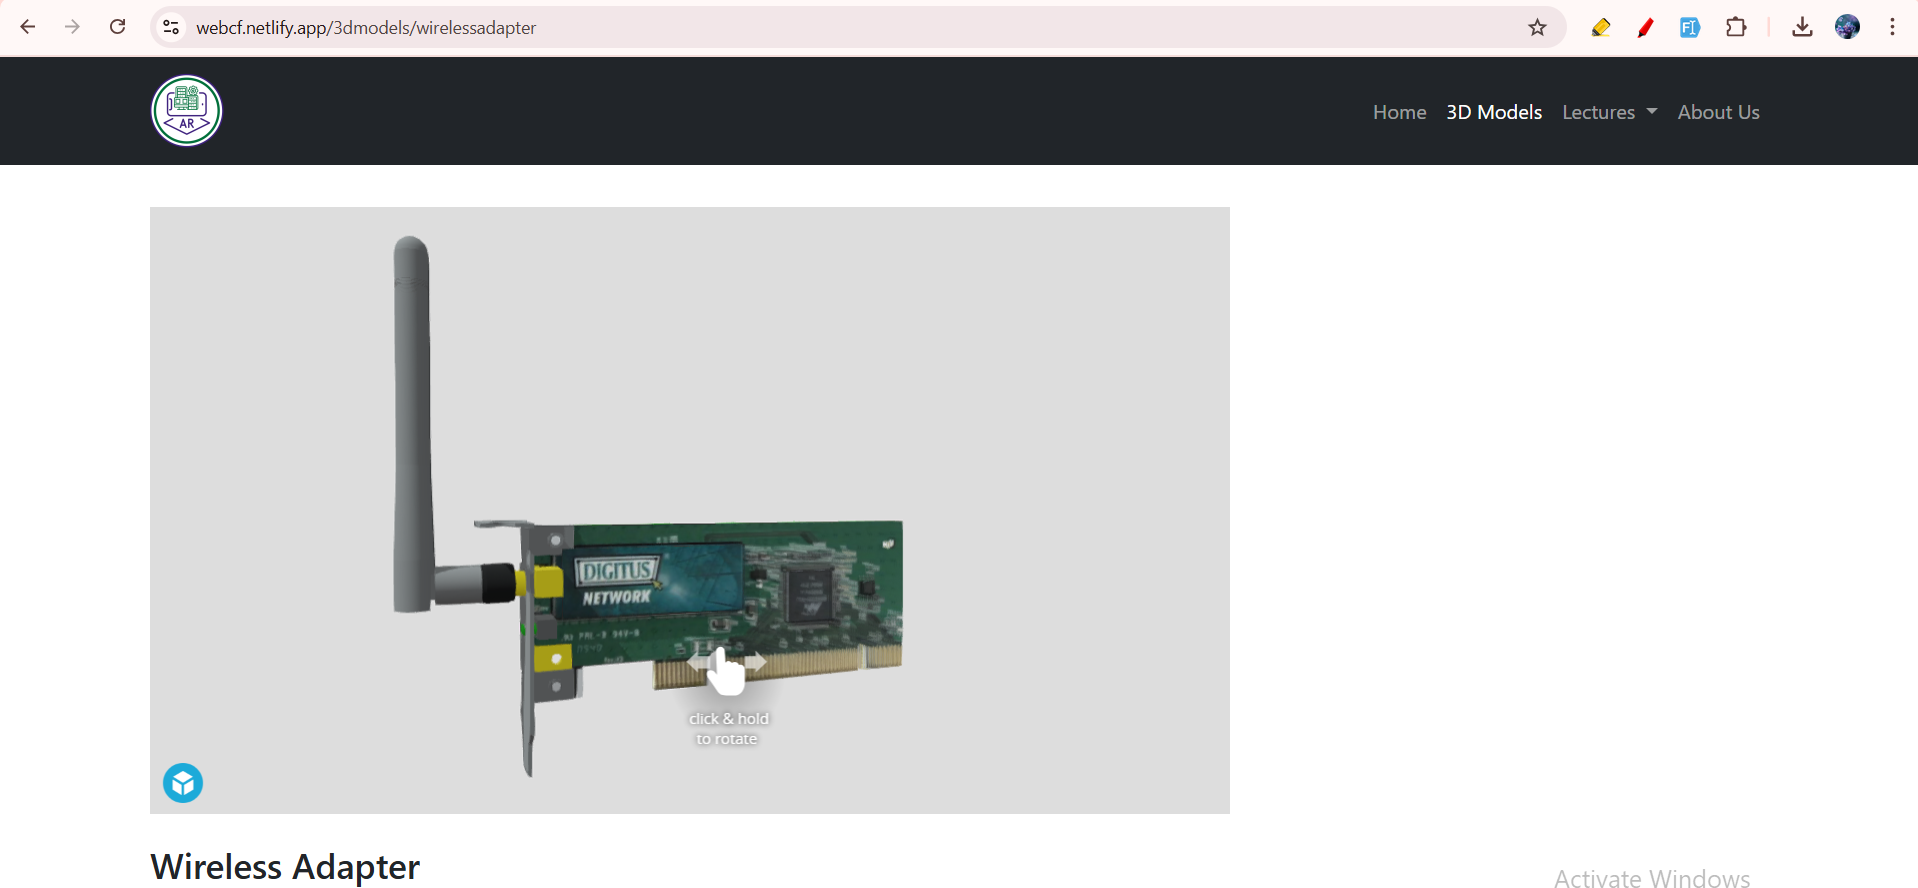 webcf.netlify.app/3dmodels/wirelessadapter
AR
Home 3D Models Lectures About Us
DIGITUS
NETWORK
click & hold
to rotate
Wireless Adapter
Activate Windows